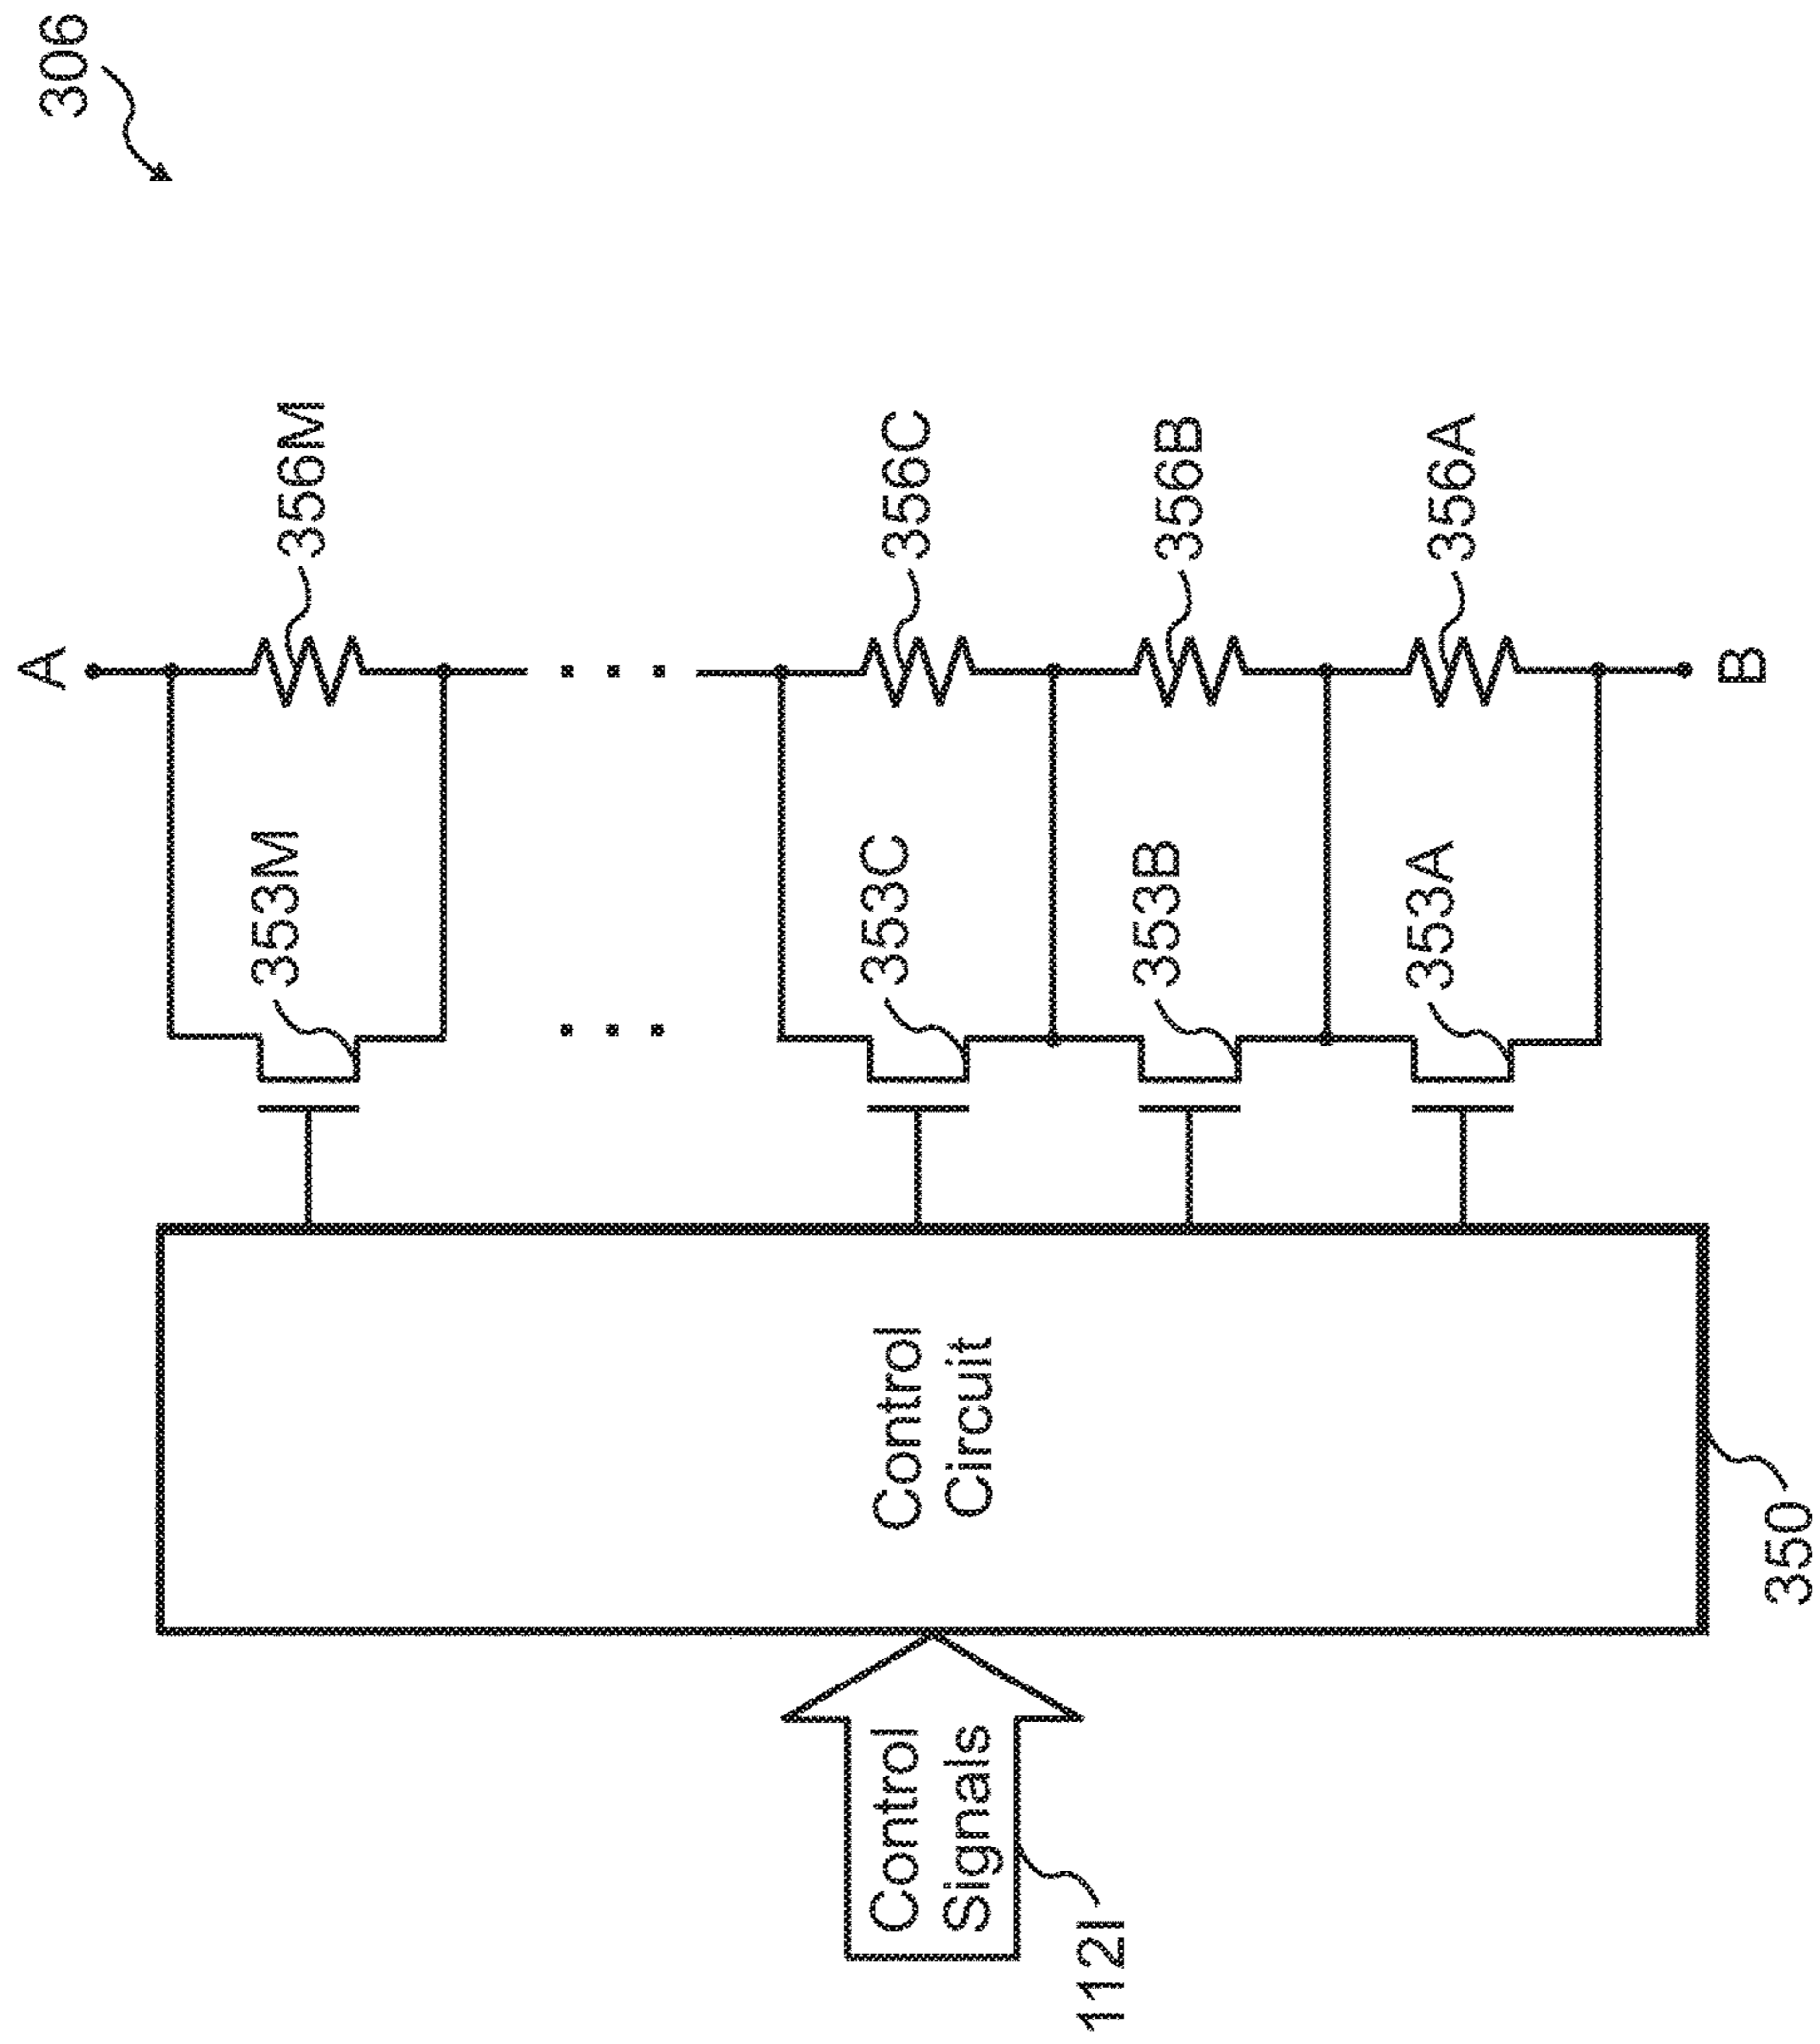 306
A
356M
353M
356C
353C
356B
353B
356A
353A
B
Control
Circuit
350
Control
Signals
112I